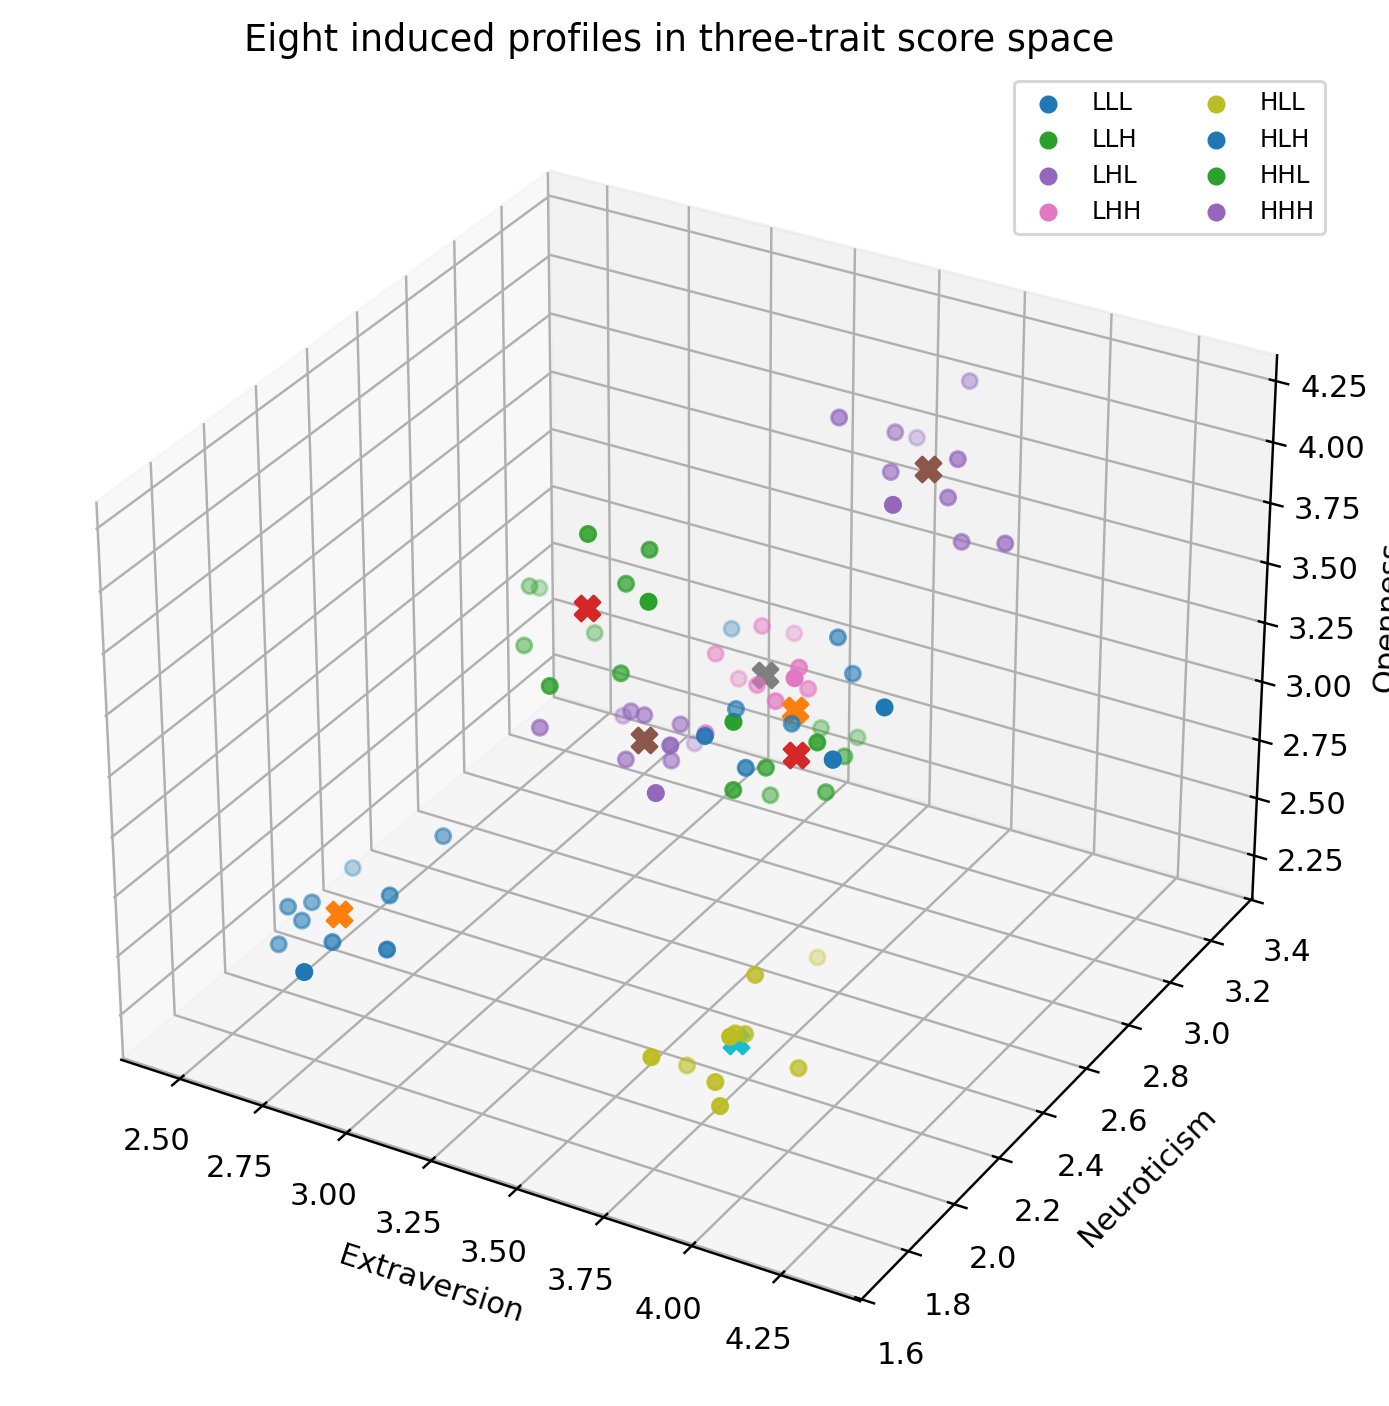 Eight induced profiles in three-trait score space
LLL
LLH
LHL
LHH
HLL
HLH
HHL
HHH
4.25
4.00
3.75
3.50
3.25
3.00
2.75
2.50
2.25
Openness
3.4
3.2
3.0
2.8
2.6
2.4
2.2
2.0
1.8
1.6
Neuroticism
2.50
2.75
3.00
3.25
3.50
3.75
4.00
4.25
Extraversion